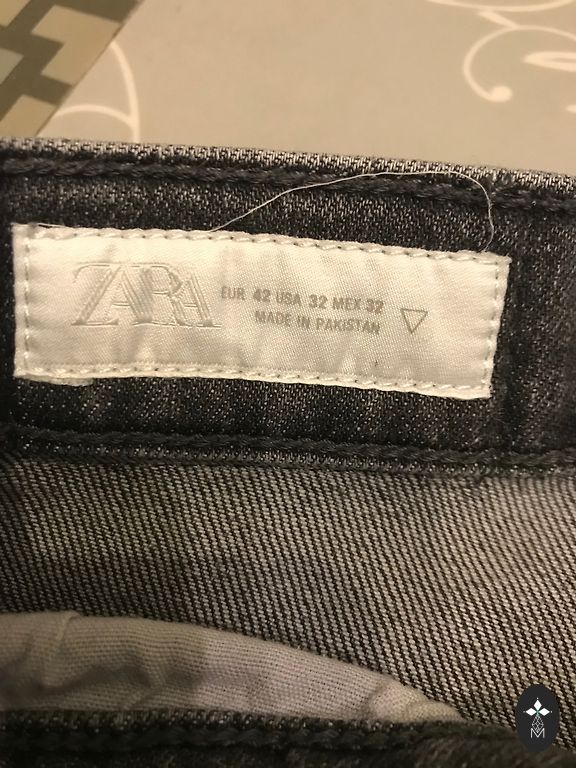 ZARA
EUR 42 USA 32 MEX 32
MADE IN PAKISTAN
M